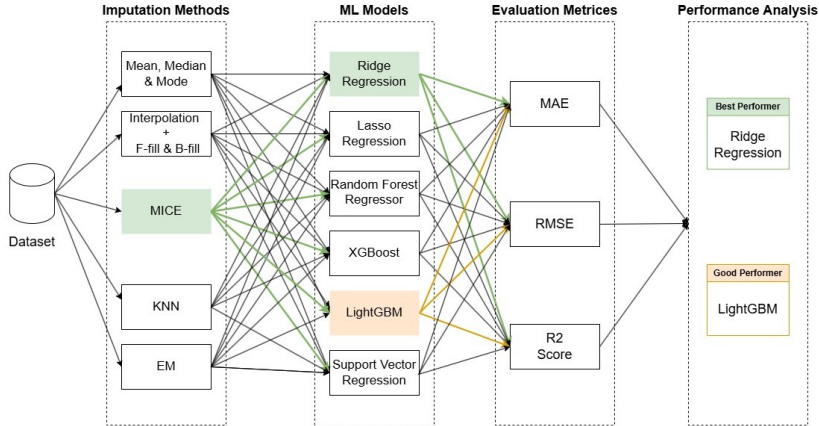 Imputation Methods
ML Models
Evaluation Metrices
Performance Analysis
Dataset
Mean, Median
& Mode
Interpolation
+
F-fill & B-fill
MICE
KNN
EM
Ridge
Regression
Lasso
Regression
Random Forest
Regressor
XGBoost
LightGBM
Support Vector
Regression
MAE
RMSE
R2
Score
Best Performer
Ridge
Regression
Good Performer
LightGBM